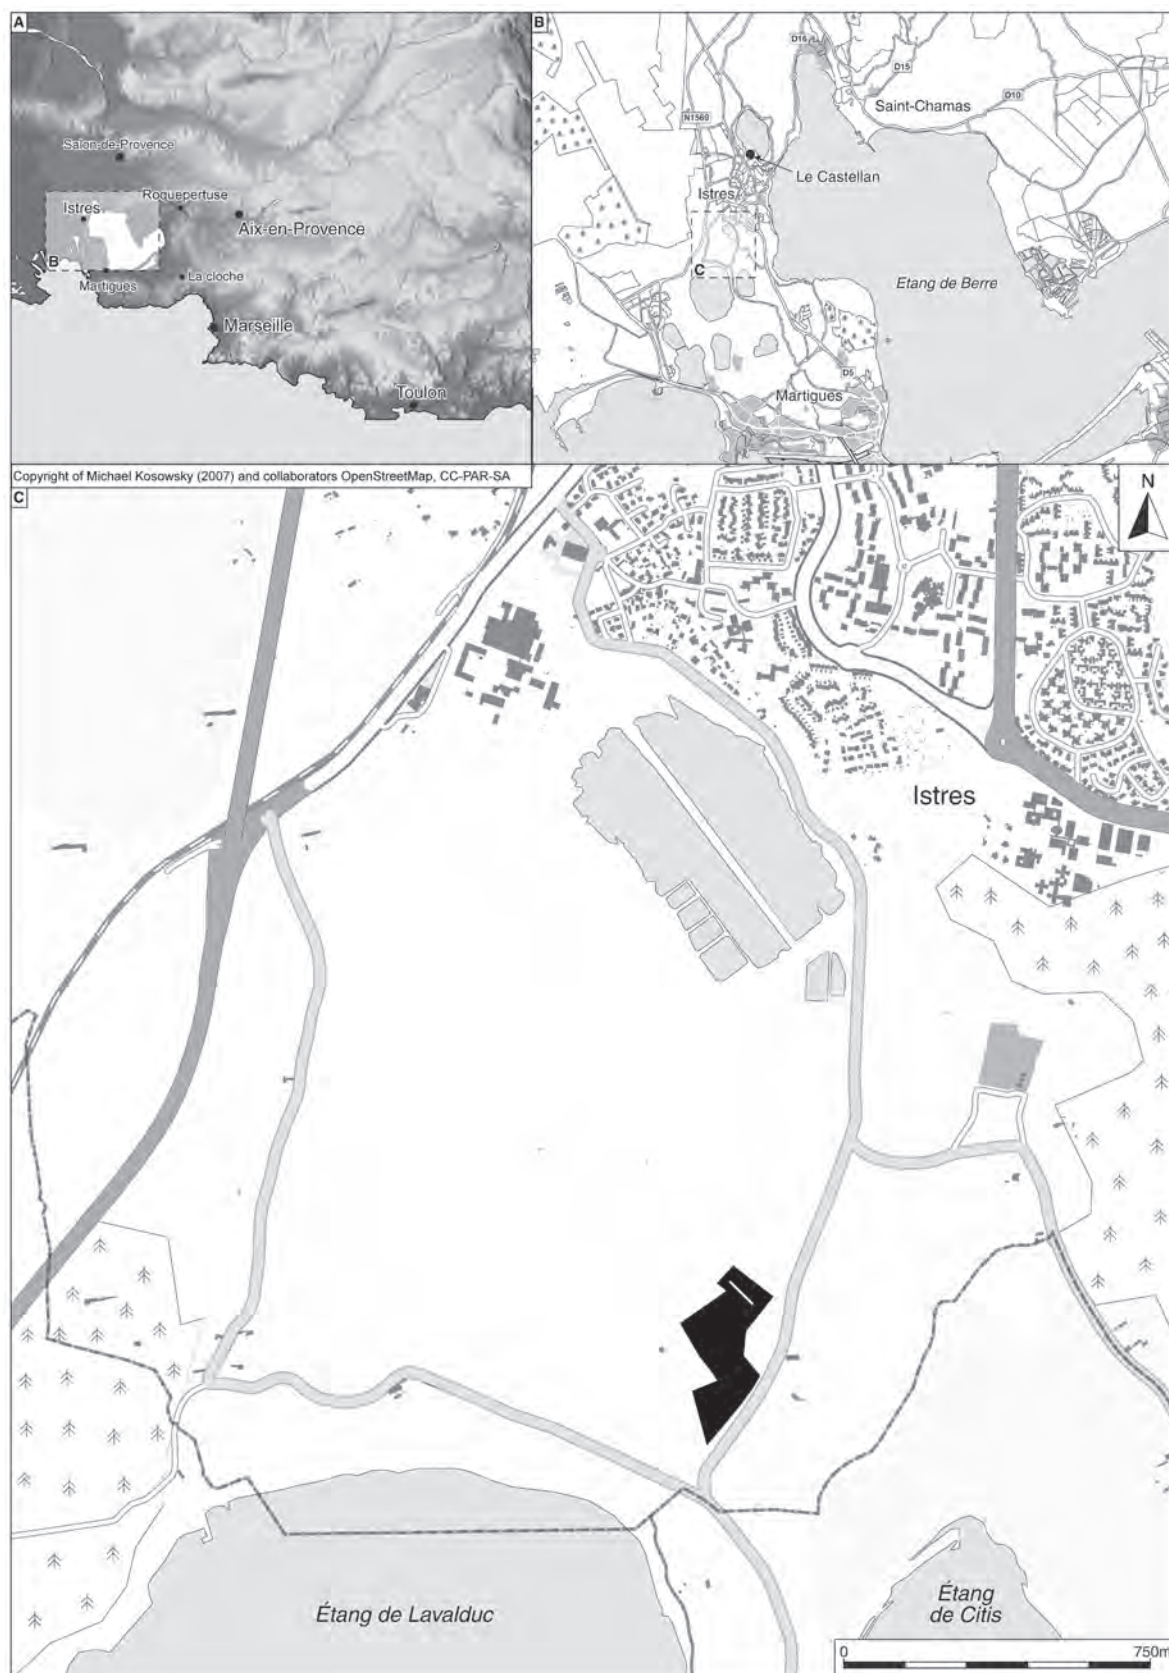 A
Salon-de-Provence
Roquepertuse
Istres
Aix-en-Provence
B
La cloche
Martigues
Marseille
Toulon
Copyright of Michael Kosowsky (2007) and collaborators OpenStreetMap, CC-PAR-SA
B
D16
D15
Saint-Chamas
D10
N1569
Le Castellan
Istres
C
Etang de Berre
D5
Martigues
C
N
Istres
Étang de Lavalduc
Étang
de Citis
0
750m